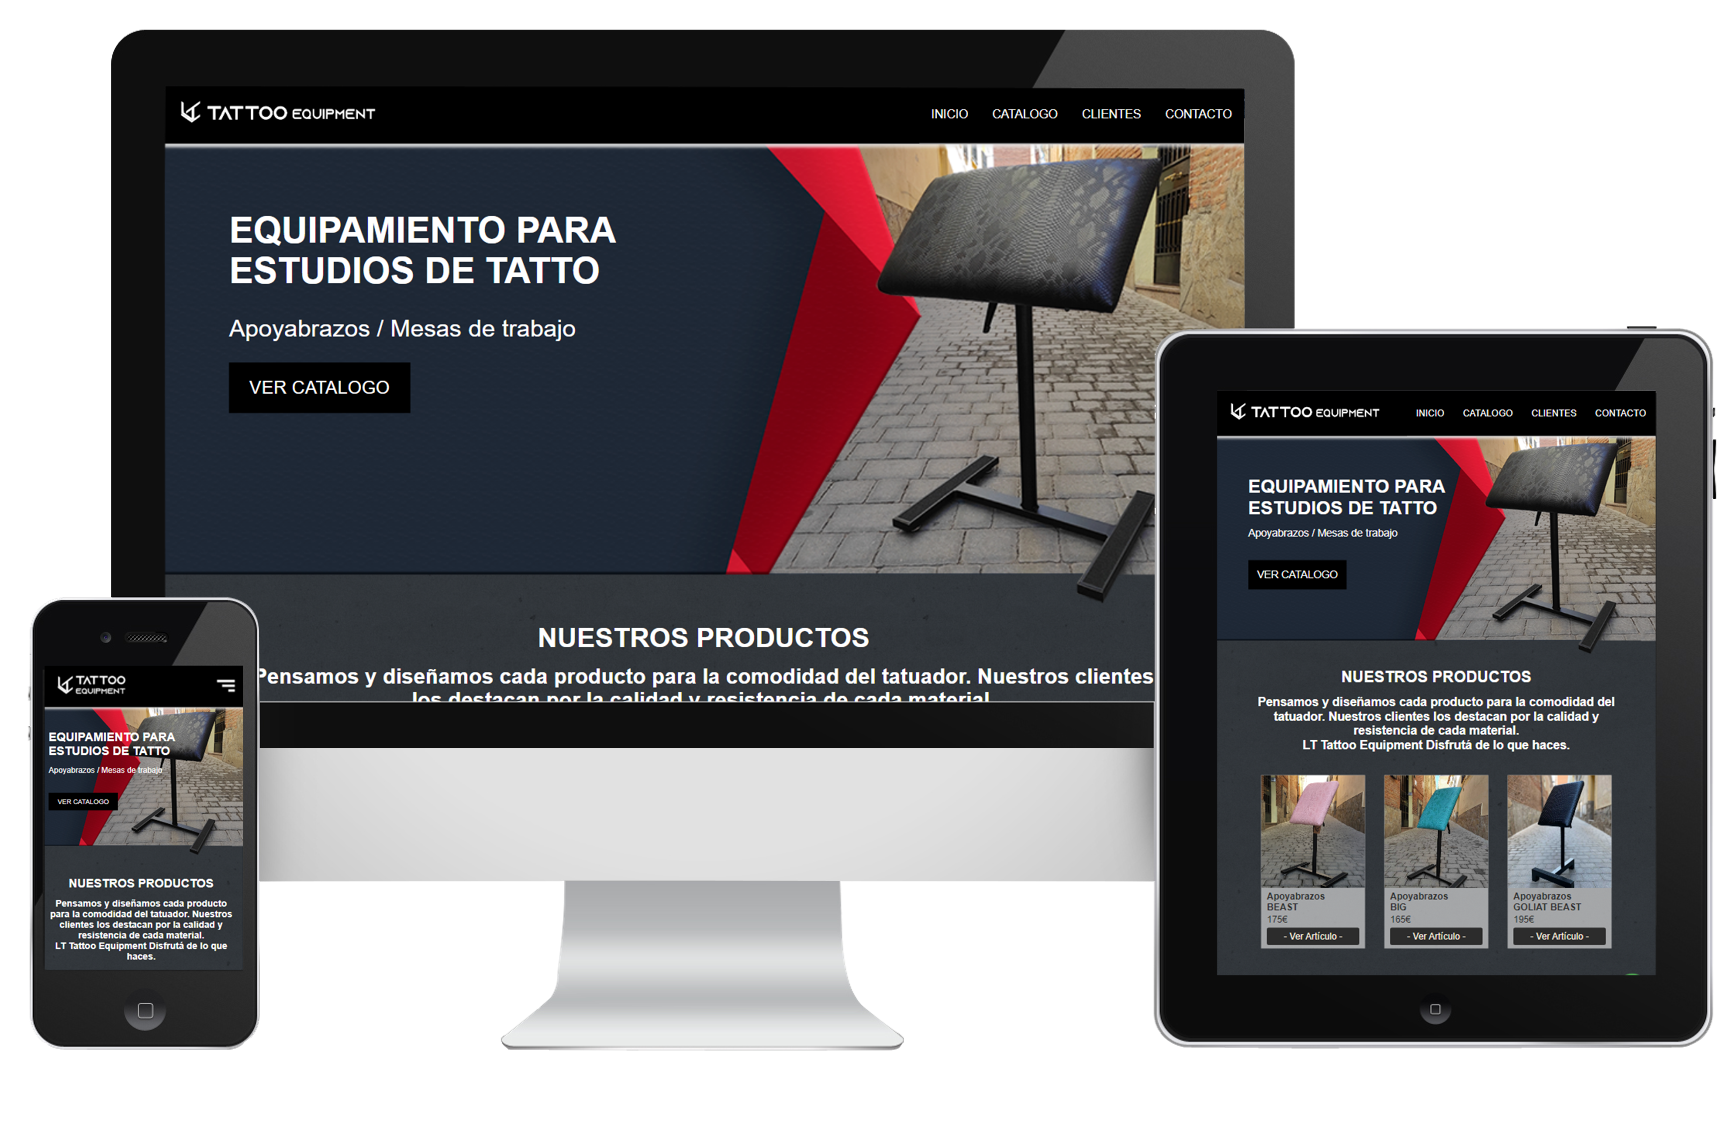 TATTOO EQUIPMENT
INICIO CATALOGO CLIENTES CONTACTO
EQUIPAMIENTO PARA
ESTUDIOS DE TATTO
Apoyabrazos / Mesas de trabajo
VER CATALOGO
NUESTROS PRODUCTOS
Pensamos y diseñamos cada producto para la comodidad del tatuador. Nuestros clientes
los destacan por la calidad y resistencia de cada material.
TATTOO
EQUIPMENT
EQUIPAMIENTO PARA
ESTUDIOS DE TATTO
Apoyabrazos / Mesas de trabajo
VER CATALOGO
NUESTROS PRODUCTOS
Pensamos y diseñamos cada producto
para la comodidad del tatuador. Nuestros
clientes los destacan por la calidad y
resistencia de cada material.
LT Tattoo Equipment Disfrutá de lo que
haces.
TATTOO EQUIPMENT
INICIO CATALOGO CLIENTES CONTACTO
EQUIPAMIENTO PARA
ESTUDIOS DE TATTO
Apoyabrazos / Mesas de trabajo
VER CATALOGO
NUESTROS PRODUCTOS
Pensamos y diseñamos cada producto para la comodidad del
tatuador. Nuestros clientes los destacan por la calidad y
resistencia de cada material.
LT Tattoo Equipment Disfrutá de lo que haces.
Apoyabrazos
BEAST
175€
- Ver Artículo -
Apoyabrazos
BIG
165€
- Ver Artículo -
Apoyabrazos
GOLIAT BEAST
195€
- Ver Artículo -